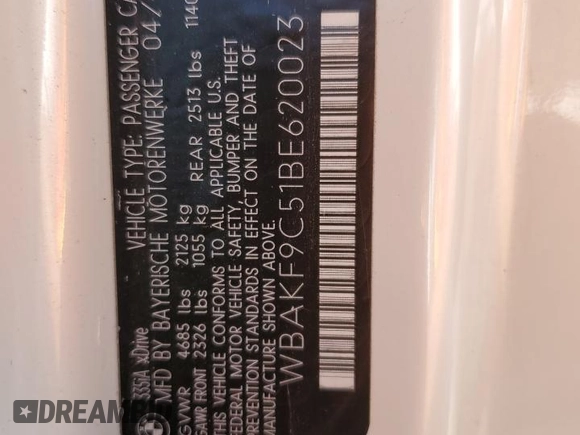 335i xDrive
VEHICLE TYPE: PASSENGER
MFD BY BAYERISCHE MOTORENWERKE 04/
GVWR 4685 lbs 2125 kg
GAWR FRONT 2326 lbs 1055 kg REAR 2513 lbs 1140
THIS VEHICLE CONFORMS TO ALL APPLICABLE U.S.
FEDERAL MOTOR VEHICLE SAFETY, BUMPER AND THEFT
PREVENTION STANDARDS IN EFFECT ON THE DATE OF
MANUFACTURE SHOWN ABOVE.
WBAKF9C51BE620023
DREAMBID